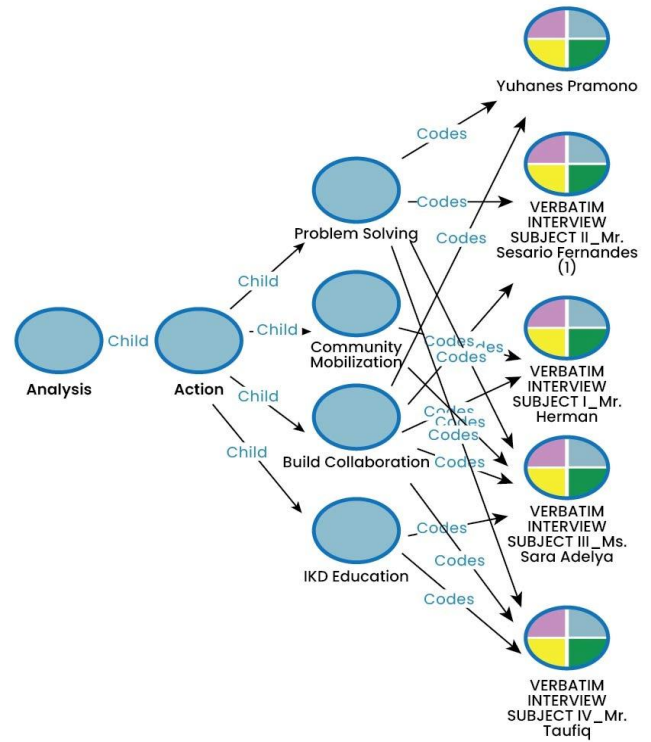 Yuhanes Pramono
Codes
Codes
VERBATIM
INTERVIEW
SUBJECT II_Mr.
Sesario Fernandes
(1)
Problem Solving
Codes
Child
Child
Child
Analysis
Action
Community
Mobilization
Codes
Codes
Codes
VERBATIM
INTERVIEW
SUBJECT I_Mr.
Herman
Child
Codes
Codes
Codes
Build Collaboration
Codes
Child
VERBATIM
INTERVIEW
SUBJECT III_Ms.
Sara Adelya
Codes
IKD Education
Codes
Codes
VERBATIM
INTERVIEW
SUBJECT IV_Mr.
Taufiq